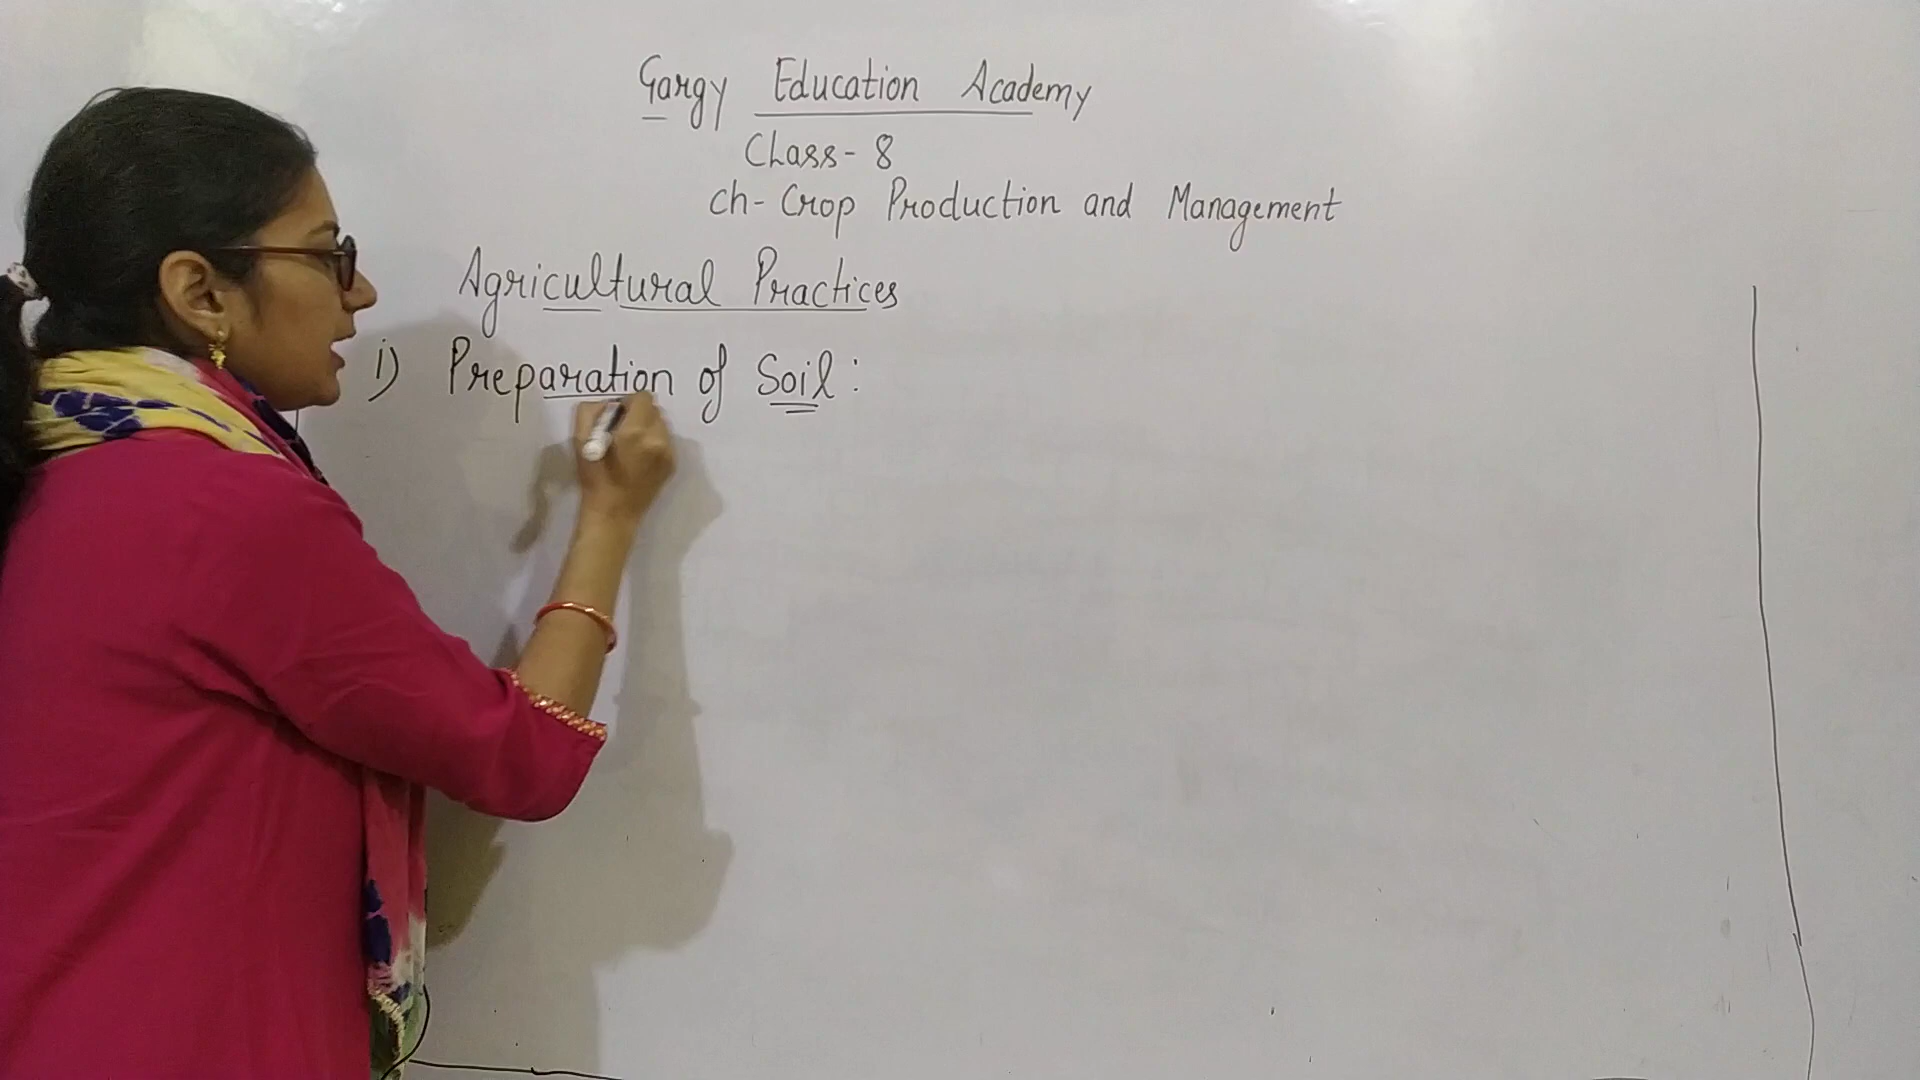 Gargy Education Academy
Class- 8
ch- Crop Production and Management
Agricultural Practices
i) Preparation of Soil: